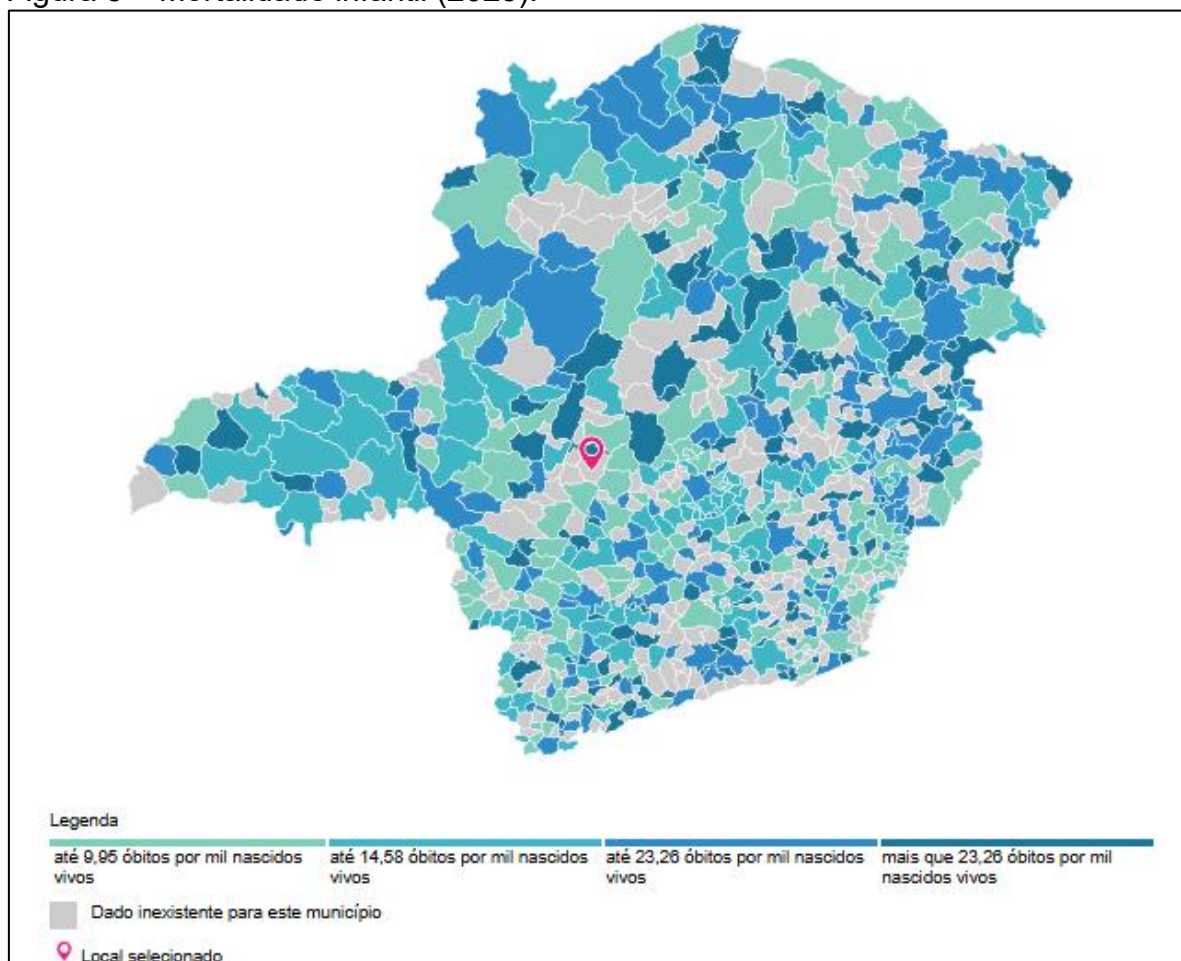 Legenda
até 9,95 óbitos por mil nascidos
vivos
até 14,58 óbitos por mil nascidos
vivos
até 23,26 óbitos por mil nascidos
vivos
mais que 23,26 óbitos por mil
nascidos vivos
Dado inexistente para este município
Local selecionado